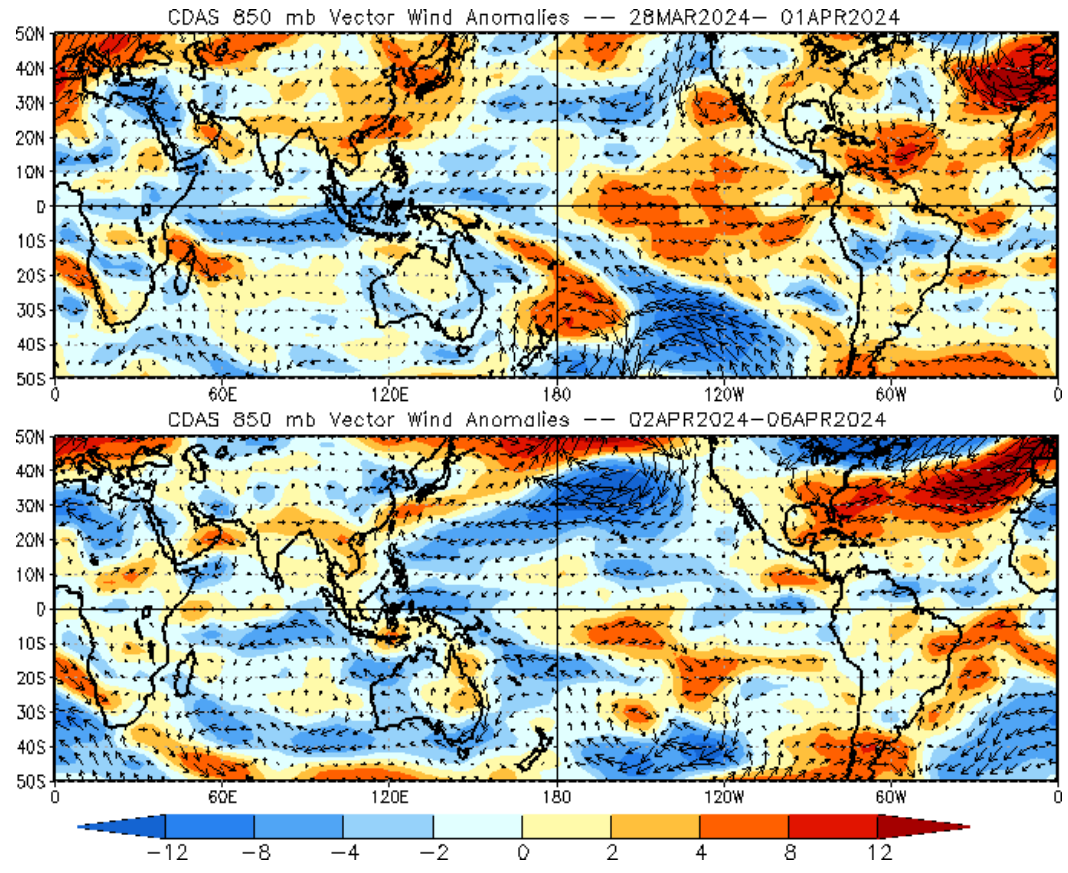 CDAS 850 mb Vector Wind Anomalies -- 28MAR2024- 01APR2024
50N
40N
30N
20N
10N
0
10S
20S
30S
40S
50S
0 60E 120E 180 120W 60W 0
CDAS 850 mb Vector Wind Anomalies -- 02APR2024-06APR2024
50N
40N
30N
20N
10N
0
10S
20S
30S
40S
50S
0 60E 120E 180 120W 60W 0
-12 -8 -4 -2 0 2 4 8 12